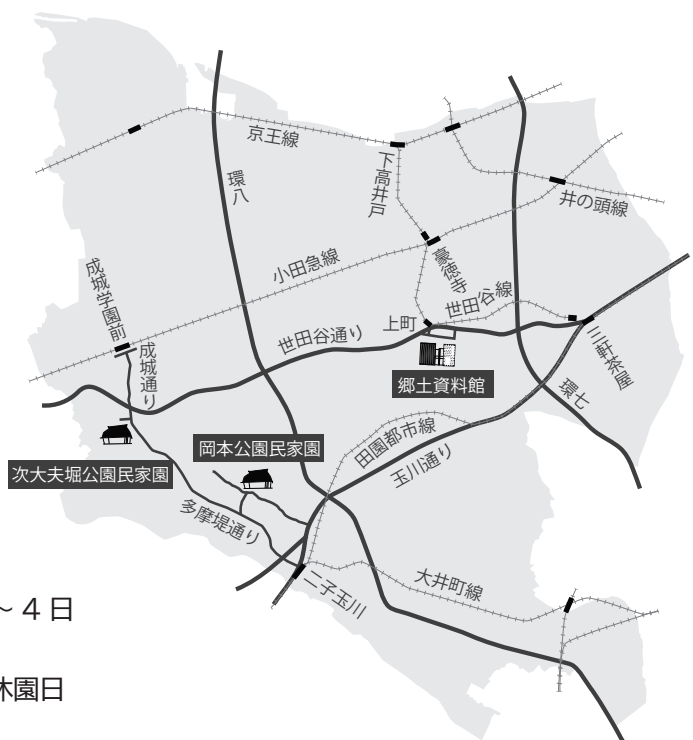 京王線
下高井戸
環八
井の頭線
小田急線
豪徳寺
成城学園前
世田谷線
上町
世田谷通り
三軒茶屋
成城通り
郷土資料館
環七
岡本公園民家園
田園都市線
玉川通り
次大夫堀公園民家園
多摩堤通り
大井町線
二子玉川
～４日
休園日